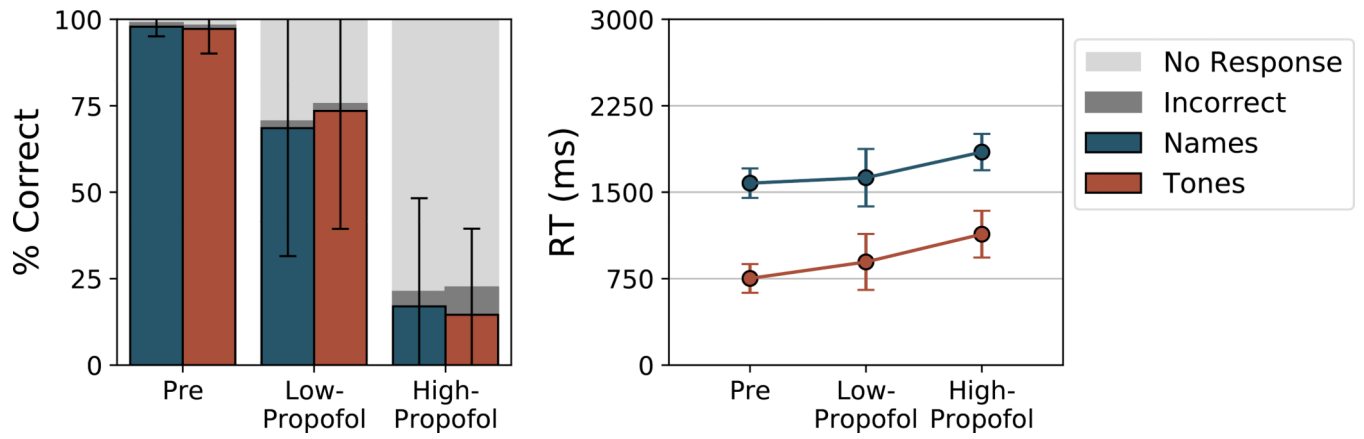 % Correct
100
75
50
25
0
Pre
Low-
Propofol
High-
Propofol
RT (ms)
3000
2250
1500
750
0
Pre
Low-
Propofol
High-
Propofol
No Response
Incorrect
Names
Tones